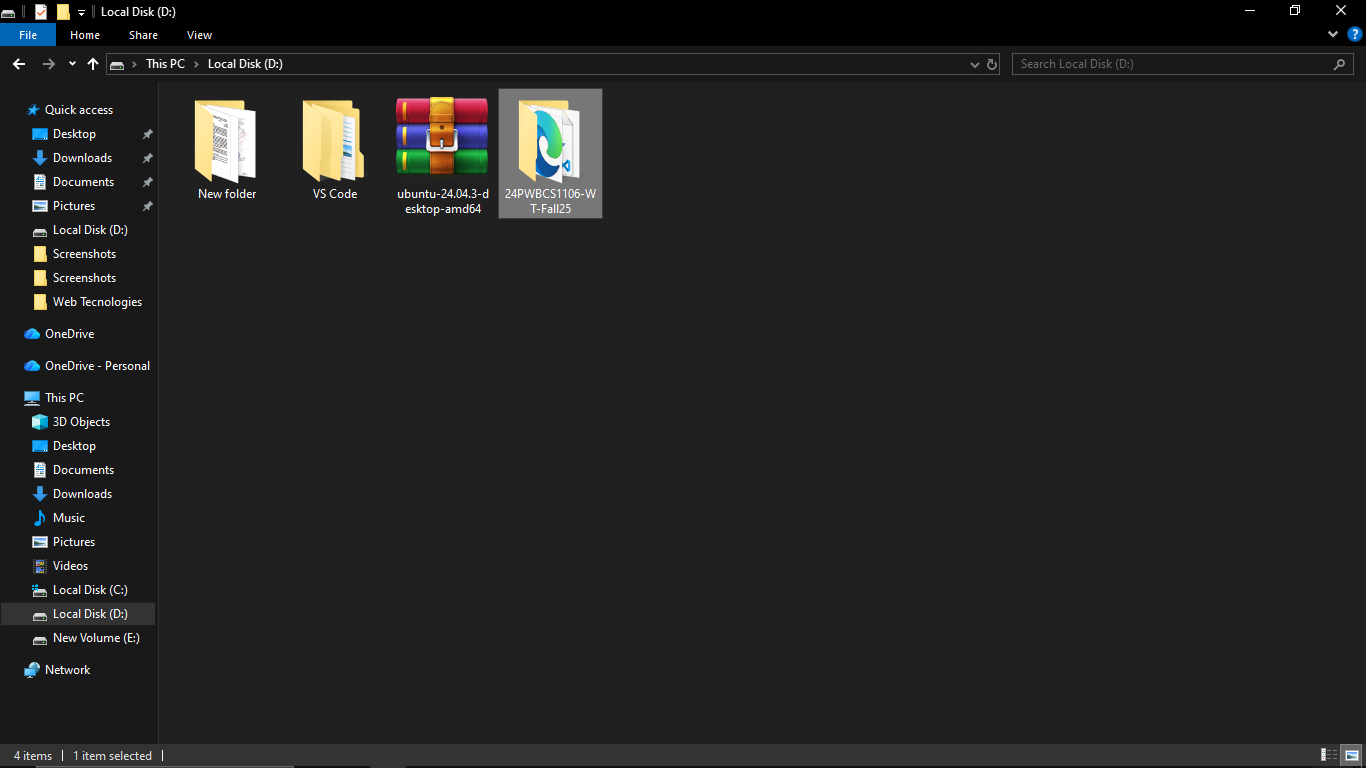 Local Disk (D:)
File Home Share View
?
This PC Local Disk (D:)
Search Local Disk (D:)
Quick access
Desktop
Downloads
Documents
Pictures
Local Disk (D:)
Screenshots
Screenshots
Web Tecnologies
OneDrive
OneDrive - Personal
This PC
3D Objects
Desktop
Documents
Downloads
Music
Pictures
Videos
Local Disk (C:)
Local Disk (D:)
New Volume (E:)
Network
New folder
VS Code
ubuntu-24.04.3-d
esktop-amd64
24PWBCS1106-W
T-Fall25
4 items
1 item selected